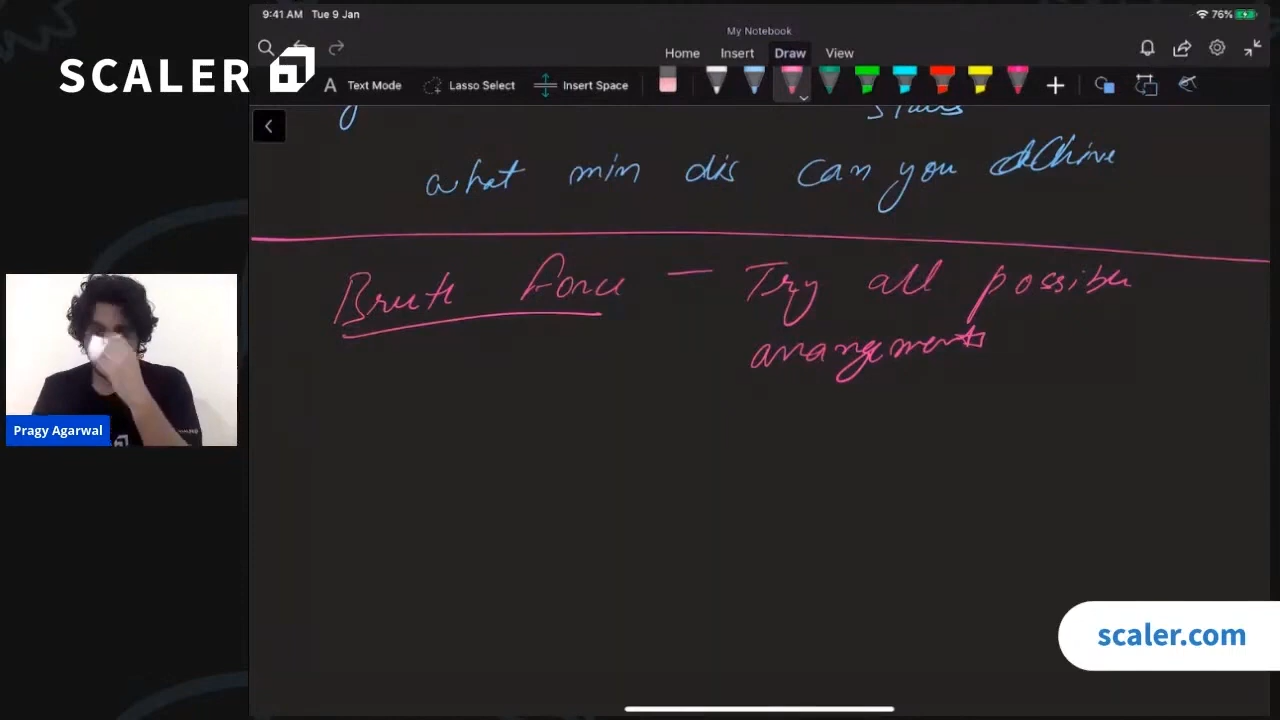 9:41 AM Tue 9 Jan
76%
My Notebook
Home Insert Draw View
SCALER
Text Mode Lasso Select Insert Space
what min dis can you achive
Brute Force — Try all possible
arrangements
Pragy Agarwal
scaler.com